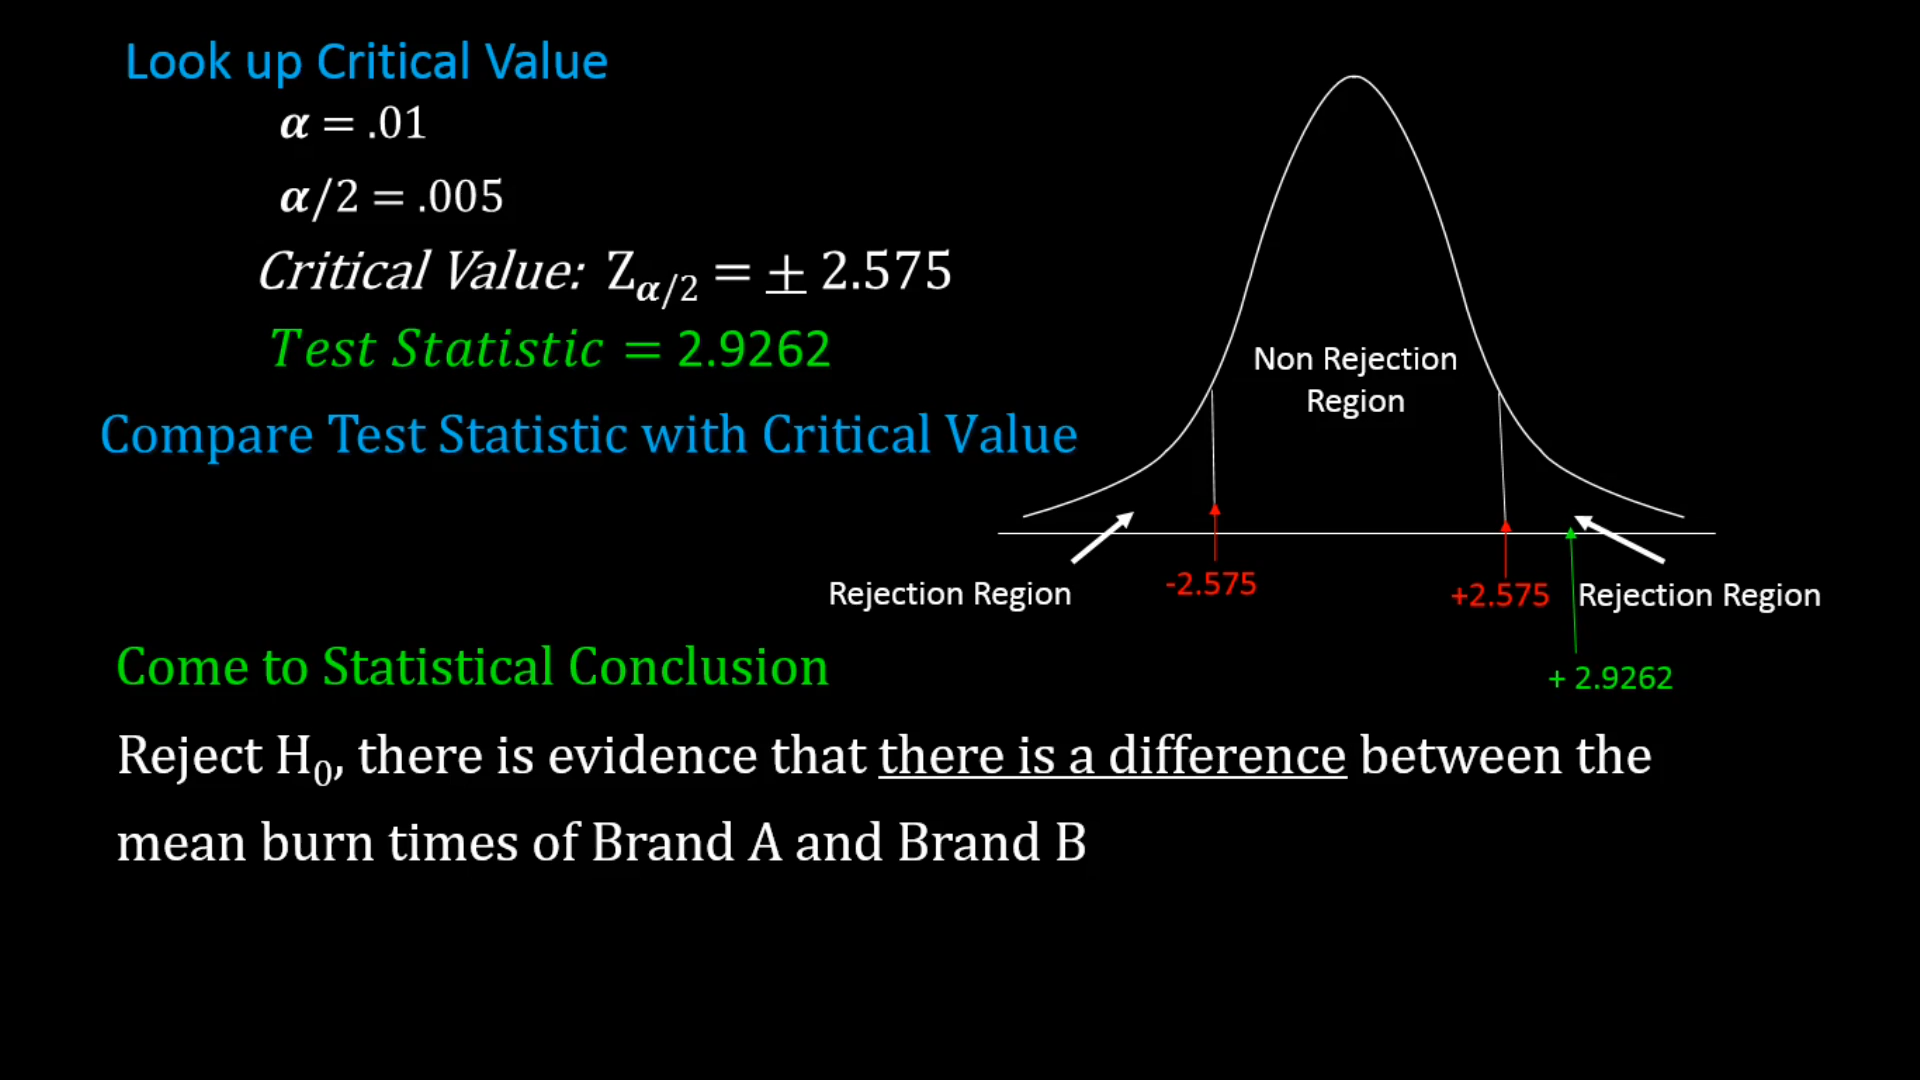 Look up Critical Value
α = .01
α/2 = .005
Critical Value: Zα/2 = ± 2.575
Test Statistic = 2.9262
Compare Test Statistic with Critical Value
Non Rejection
Region
Rejection Region
-2.575
+2.575
Rejection Region
+ 2.9262
Come to Statistical Conclusion
Reject H0, there is evidence that there is a difference between the
mean burn times of Brand A and Brand B